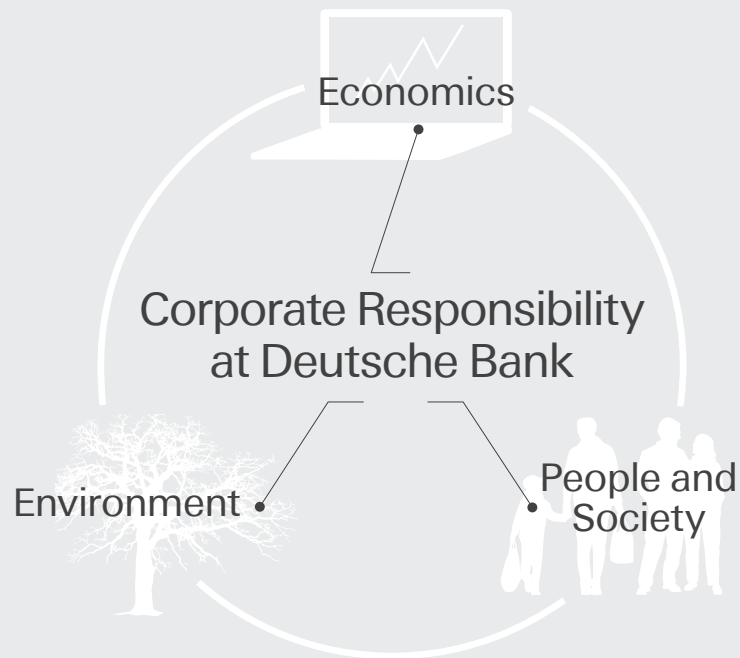 Economics
Corporate Responsibility
at Deutsche Bank
Environment
People and
Society